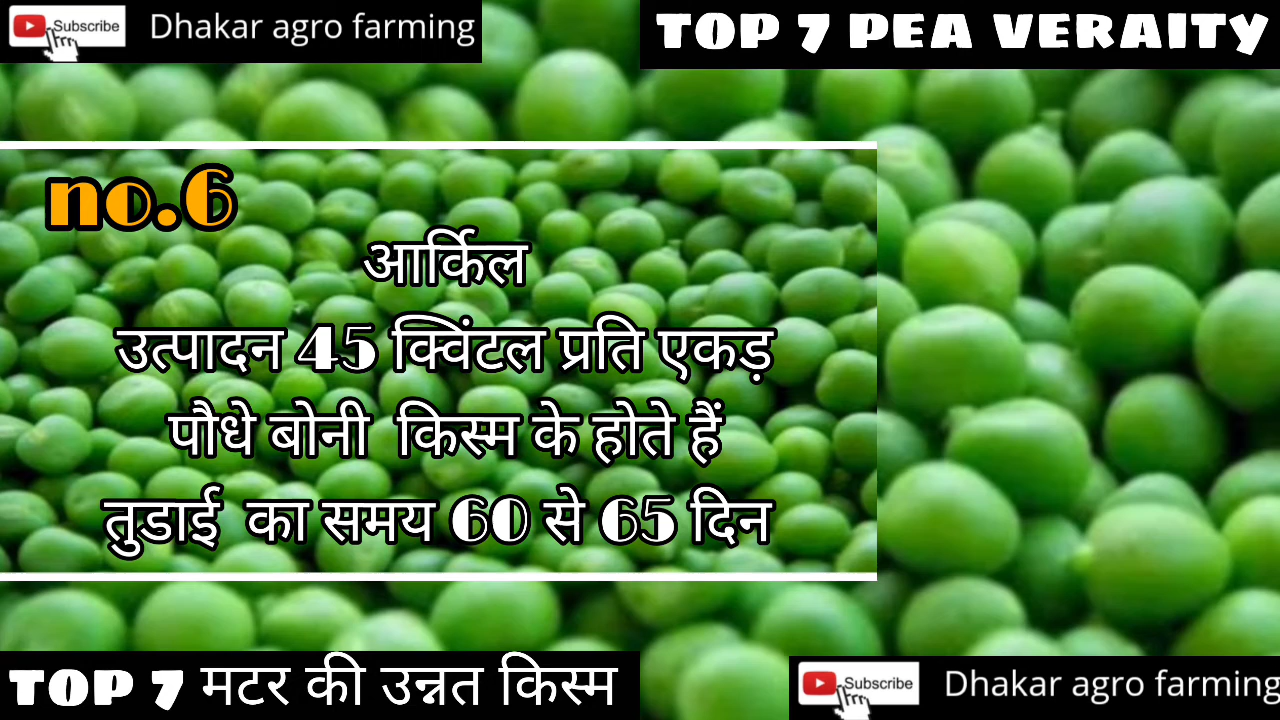 Subscribe Dhakar agro farming
TOP 7 PEA VERAITY
no.6
आर्किल
उत्पादन 45 क्विंटल प्रति एकड़
पौधे बोनी किस्म के होते हैं
तुडाई का समय 60 से 65 दिन
TOP 7 मटर की उन्नत किस्म
Subscribe Dhakar agro farming